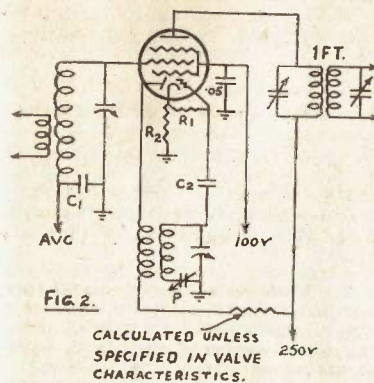 1FT.
.05
R1
R2
C2
C1
AVC
100V
P
FIG. 2.
250V
CALCULATED UNLESS
SPECIFIED IN VALVE
CHARACTERISTICS.